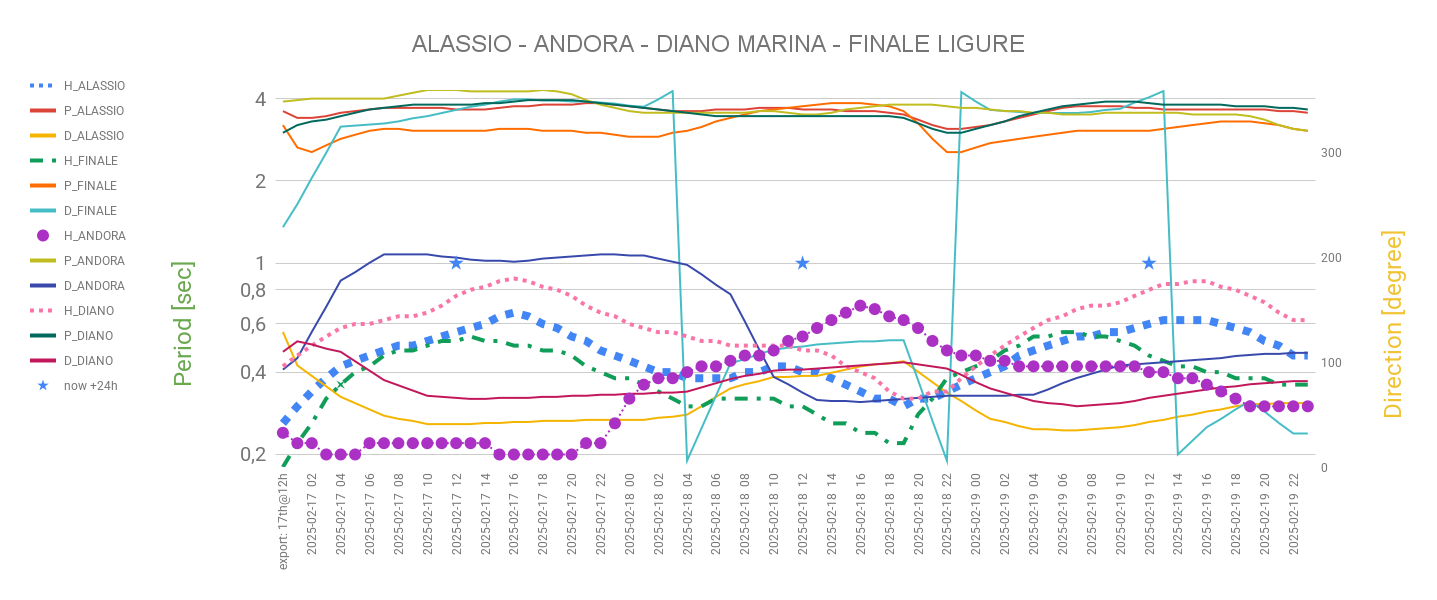 ALASSIO - ANDORA - DIANO MARINA - FINALE LIGURE
H_ALASSIO
P_ALASSIO
D_ALASSIO
H_FINALE
P_FINALE
D_FINALE
H_ANDORA
P_ANDORA
D_ANDORA
H_DIANO
P_DIANO
D_DIANO
now +24h
Period [sec]
4
2
1
0,8
0,6
0,4
0,2
300
200
100
0
Direction [degree]
export: 17th@12h
2025-02-17 02
2025-02-17 04
2025-02-17 06
2025-02-17 08
2025-02-17 10
2025-02-17 12
2025-02-17 14
2025-02-17 16
2025-02-17 18
2025-02-17 20
2025-02-17 22
2025-02-18 00
2025-02-18 02
2025-02-18 04
2025-02-18 06
2025-02-18 08
2025-02-18 10
2025-02-18 12
2025-02-18 14
2025-02-18 16
2025-02-18 18
2025-02-18 20
2025-02-18 22
2025-02-19 00
2025-02-19 02
2025-02-19 04
2025-02-19 06
2025-02-19 08
2025-02-19 10
2025-02-19 12
2025-02-19 14
2025-02-19 16
2025-02-19 18
2025-02-19 20
2025-02-19 22